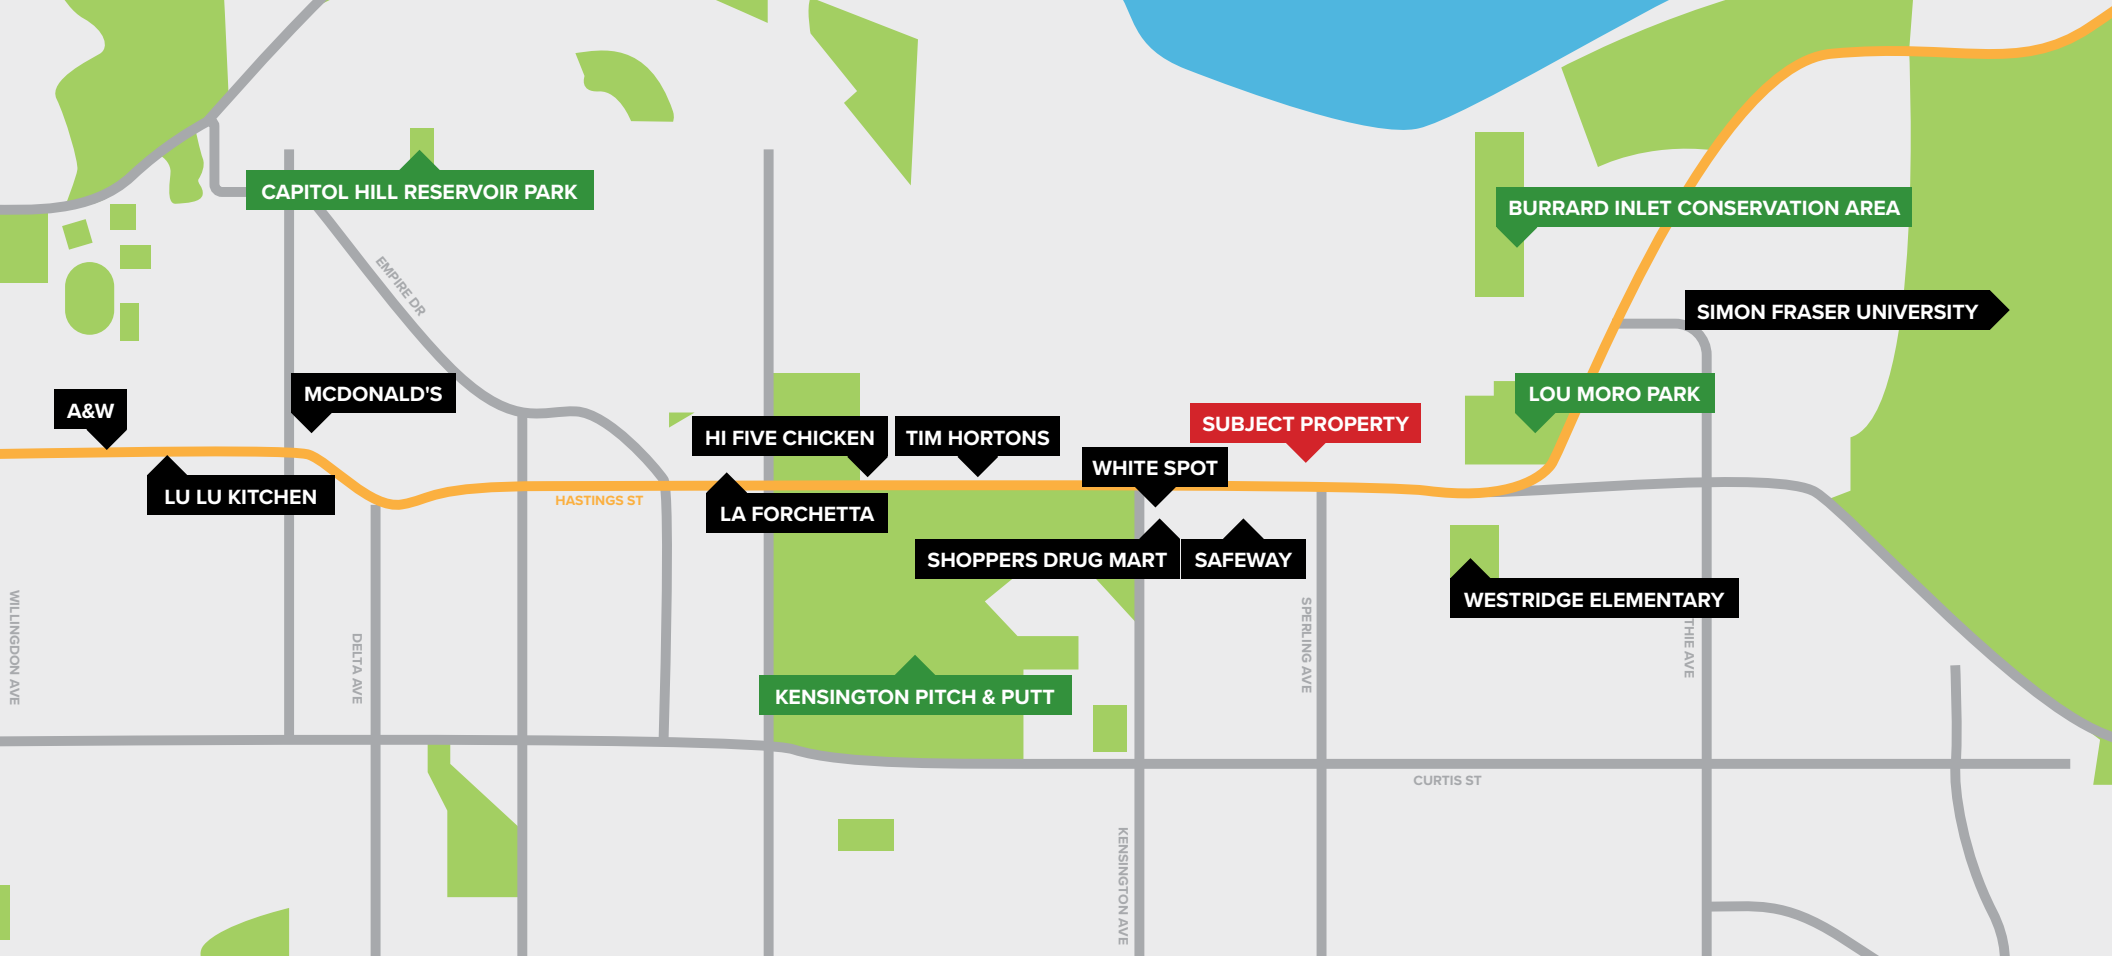 CAPITOL HILL RESERVOIR PARK
BURRARD INLET CONSERVATION AREA
EMPIRE DR
SIMON FRASER UNIVERSITY
MCDONALD'S
LOU MORO PARK
A&W
SUBJECT PROPERTY
HI FIVE CHICKEN
TIM HORTONS
WHITE SPOT
LU LU KITCHEN
HASTINGS ST
LA FORCHETTA
SHOPPERS DRUG MART
SAFEWAY
WESTRIDGE ELEMENTARY
WILLINGDON AVE
DELTA AVE
SPERLING AVE
THIE AVE
KENSINGTON PITCH & PUTT
CURTIS ST
KENSINGTON AVE